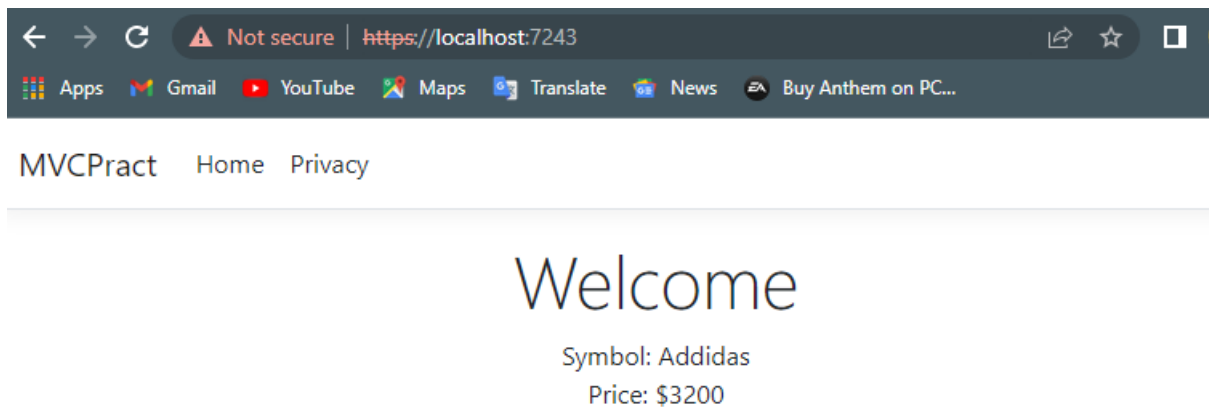 Not secure | https://localhost:7243
Apps Gmail YouTube Maps Translate News Buy Anthem on PC...
MVCPract Home Privacy
Welcome
Symbol: Addidas
Price: $3200